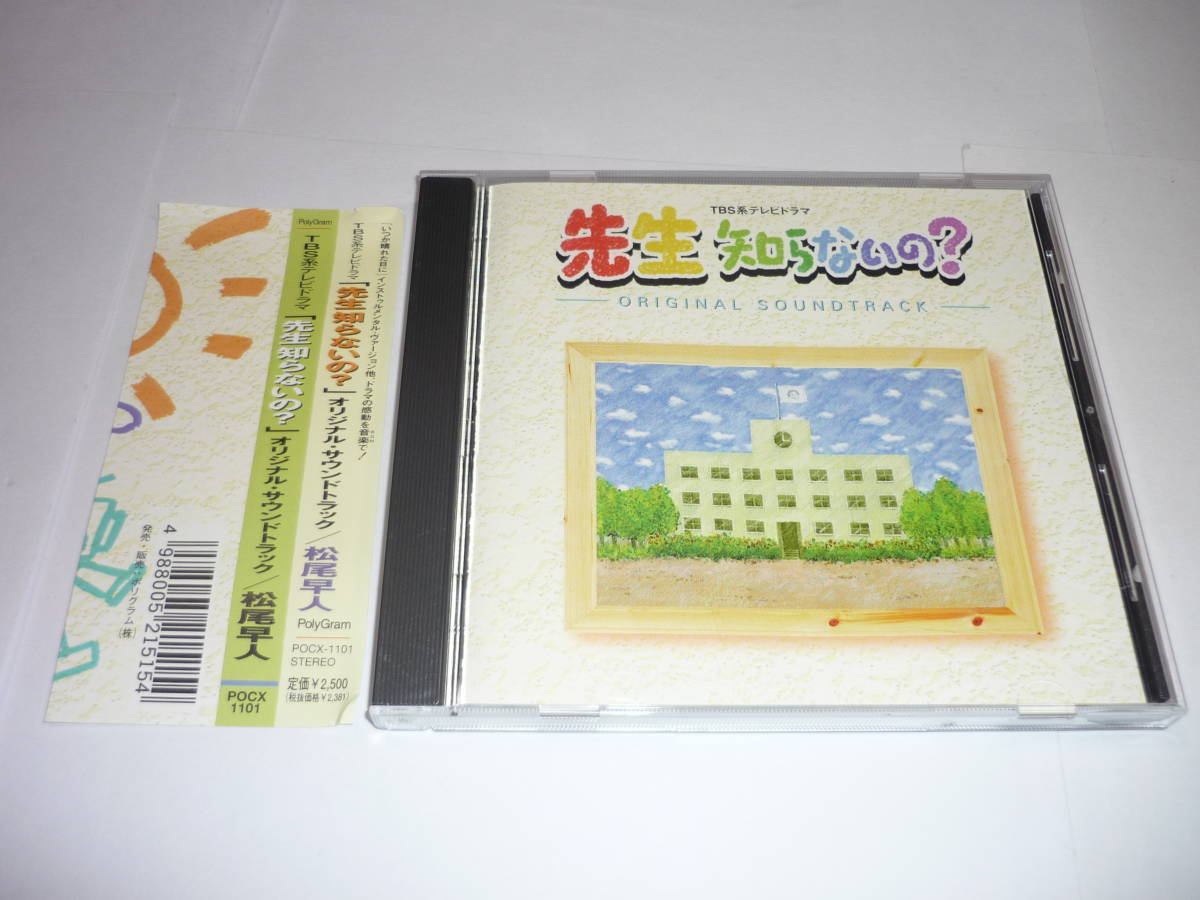 TBS系テレビドラマ
先生 知らないの?
ORIGINAL SOUNDTRACK
「いつか晴れた日に」インストゥルメンタル・ヴァージョン他、ドラマの感動を音楽で!
TBS系テレビドラマ
『先生 知らないの?』オリジナル・サウンドトラック/松尾早人
PolyGram
POCX-1101
STEREO
定価¥2,500
(税抜価格¥2,381)
PolyGram
TBS系テレビドラマ『先生 知らないの?』オリジナル・サウンドトラック/松尾早人
POCX
1101
4 988005 215154
発売・販売元 ポリグラム(株)